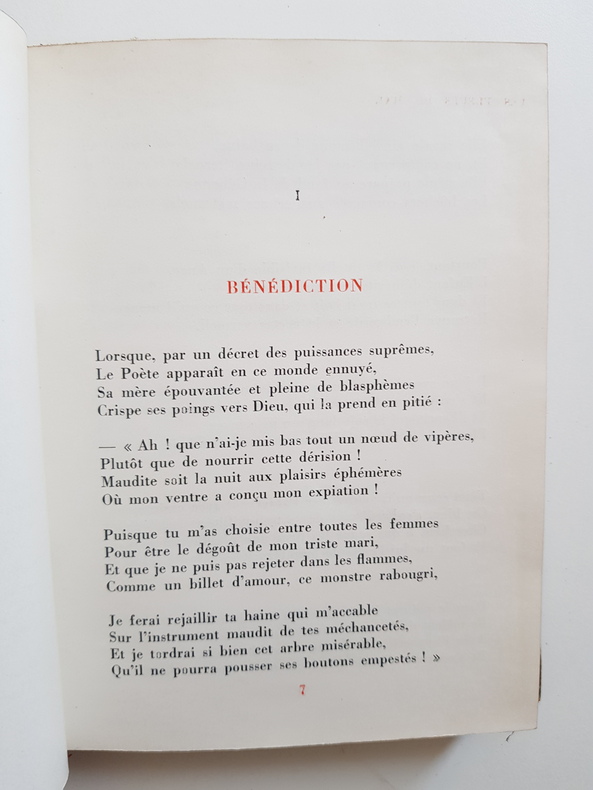 I
BÉNÉDICTION
Lorsque, par un décret des puissances suprêmes,
Le Poète apparaît en ce monde ennuyé,
Sa mère épouvantée et pleine de blasphèmes
Crispe ses poings vers Dieu, qui la prend en pitié :
— « Ah ! que n'ai-je mis bas tout un nœud de vipères,
Plutôt que de nourrir cette dérision !
Maudite soit la nuit aux plaisirs éphémères
Où mon ventre a conçu mon expiation !
Puisque tu m'as choisie entre toutes les femmes
Pour être le dégoût de mon triste mari,
Et que je ne puis pas rejeter dans les flammes,
Comme un billet d'amour, ce monstre rabougri,
Je ferai rejaillir ta haine qui m'accable
Sur l'instrument maudit de tes méchancetés,
Et je tordrai si bien cet arbre misérable,
Qu'il ne pourra pousser ses boutons empestés ! »
7